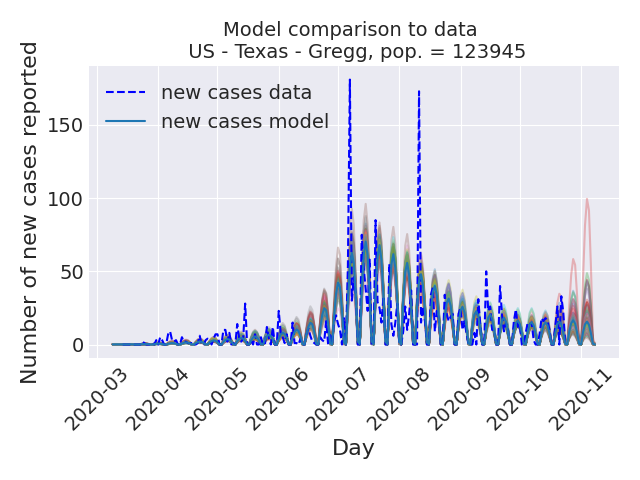 Model comparison to data
US - Texas - Gregg, pop. = 123945
Number of new cases reported
new cases data
new cases model
150
100
50
0
2020-03
2020-04
2020-05
2020-06
2020-07
2020-08
2020-09
2020-10
2020-11
Day